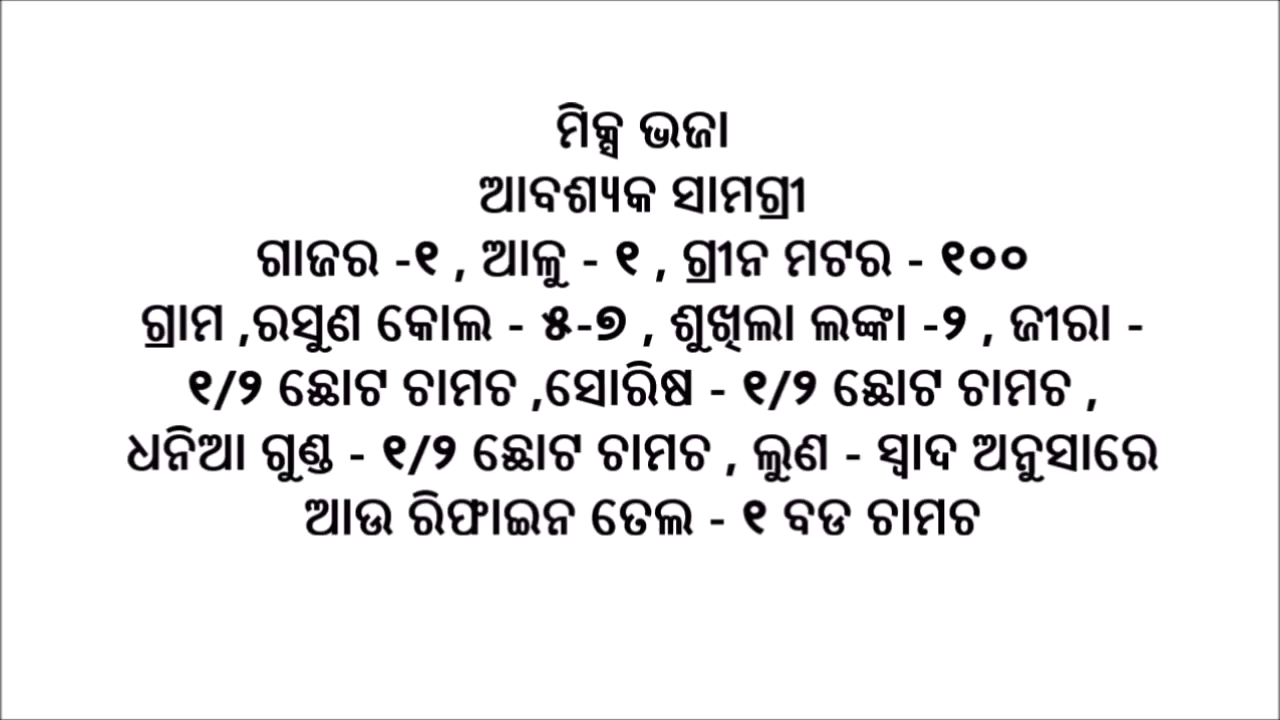 ମିକ୍ସ ଭଜା
ଆବଶ୍ୟକ ସାମଗ୍ରୀ
ଗାଜର -୧ , ଆଳୁ - ୧ , ଗ୍ରୀନ ମଟର - ୧୦୦
ଗ୍ରାମ ,ରସୁଣ କୋଲ - ୫-୭ , ଶୁଖିଲା ଲଙ୍କା -୨ , ଜୀରା -
୧/୨ ଛୋଟ ଚାମଚ ,ସୋରିଷ - ୧/୨ ଛୋଟ ଚାମଚ ,
ଧନିଆ ଗୁଣ୍ଡ - ୧/୨ ଛୋଟ ଚାମଚ , ଲୁଣ - ସ୍ୱାଦ ଅନୁସାରେ
ଆଉ ରିଫାଇନ ତେଲ - ୧ ବଡ ଚାମଚ